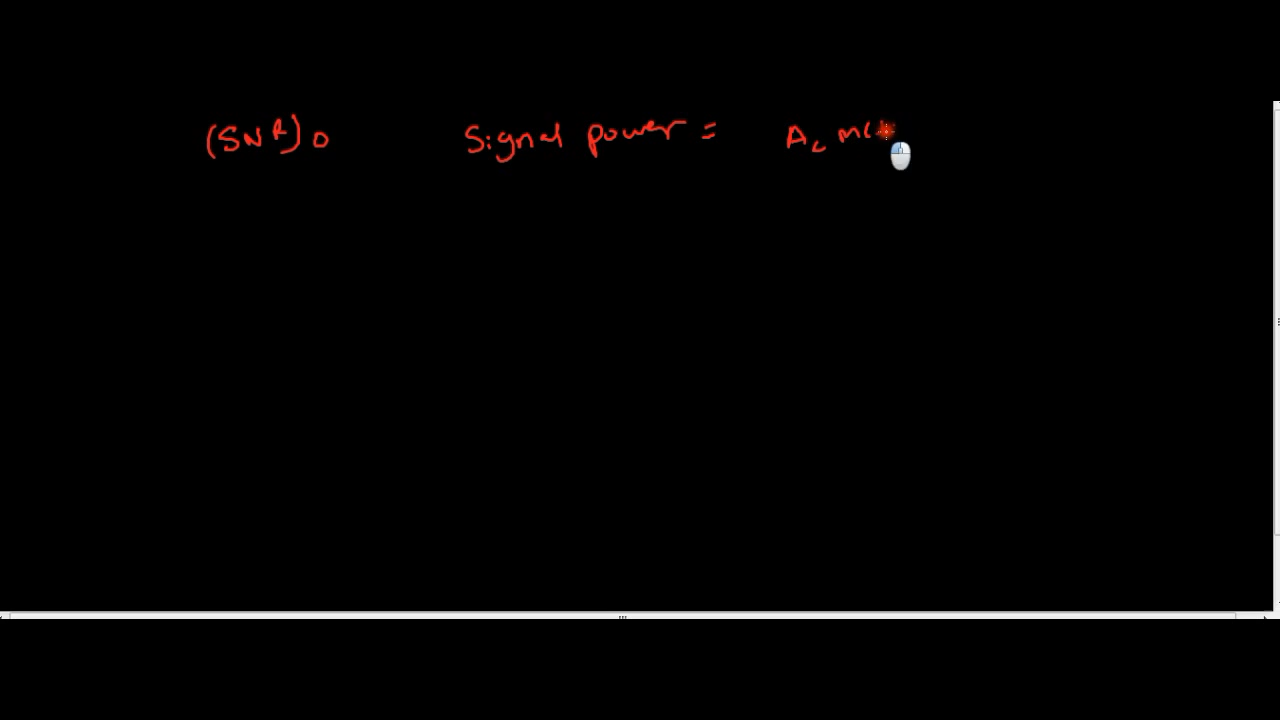 (SNR)o Signal power = Ac m(t